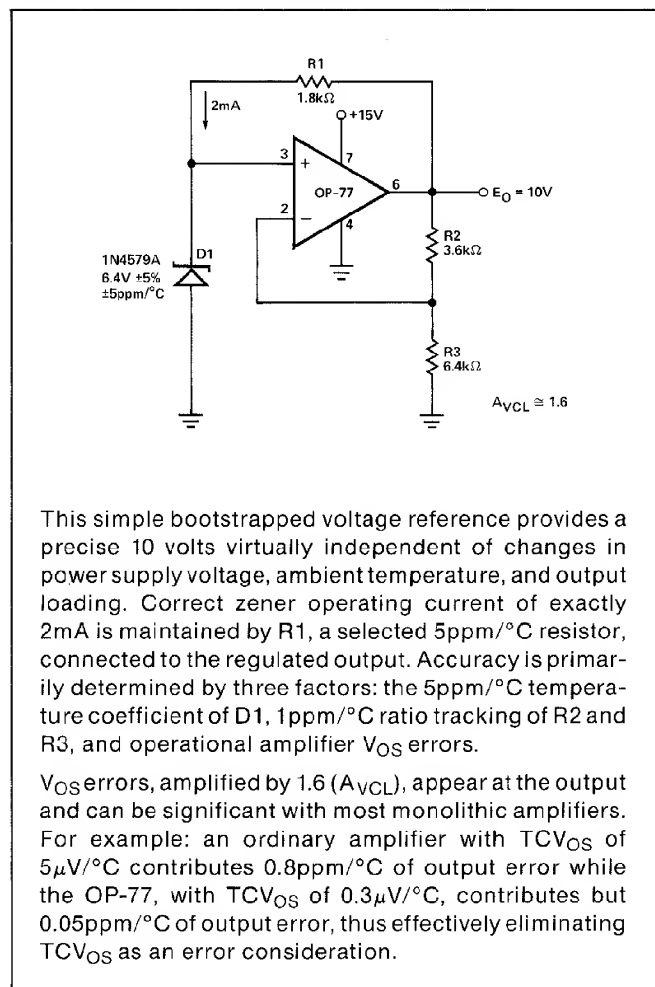 R1
1.8kΩ
2mA
+15V
3
+
7
OP-77
6
E_O = 10V
2
−
4
R2
3.6kΩ
1N4579A
D1
6.4V ±5%
±5ppm/°C
R3
6.4kΩ
A_VCL ≅ 1.6
This simple bootstrapped voltage reference provides a
precise 10 volts virtually independent of changes in
power supply voltage, ambient temperature, and output
loading. Correct zener operating current of exactly
2mA is maintained by R1, a selected 5ppm/°C resistor,
connected to the regulated output. Accuracy is primar-
ily determined by three factors: the 5ppm/°C tempera-
ture coefficient of D1, 1ppm/°C ratio tracking of R2 and
R3, and operational amplifier V_OS errors.
V_OS errors, amplified by 1.6 (A_VCL), appear at the output
and can be significant with most monolithic amplifiers.
For example: an ordinary amplifier with TCV_OS of
5μV/°C contributes 0.8ppm/°C of output error while
the OP-77, with TCV_OS of 0.3μV/°C, contributes but
0.05ppm/°C of output error, thus effectively eliminating
TCV_OS as an error consideration.